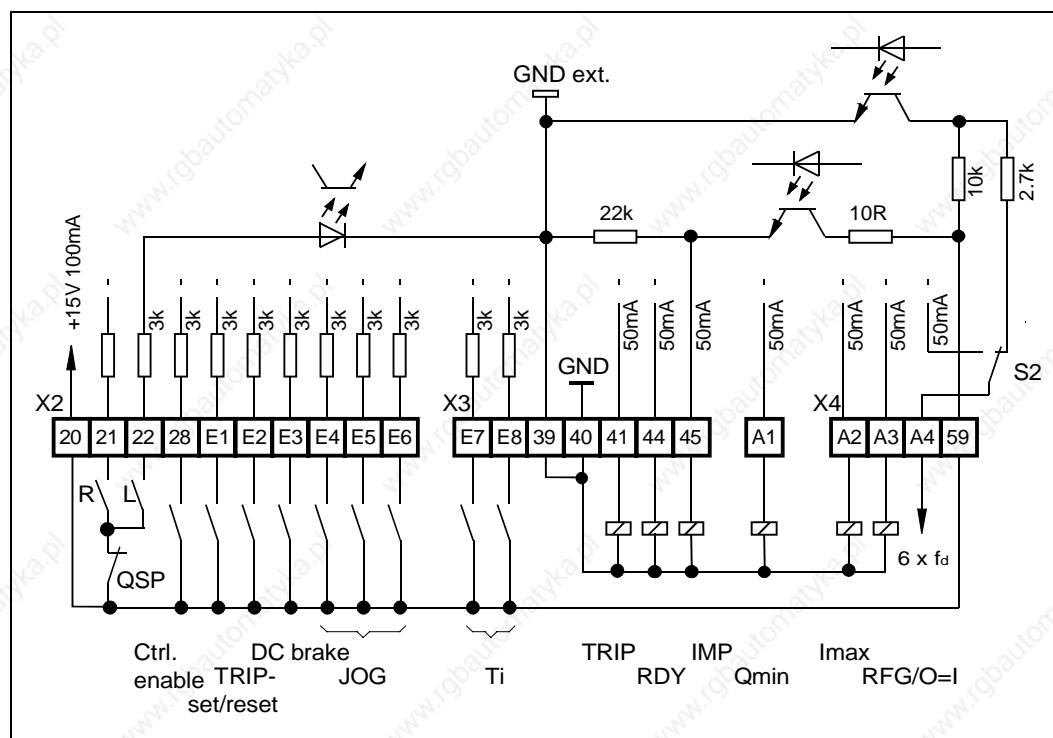 GND ext.
10k
2.7k
22k
10R
+15V 100mA
3k
3k
3k
3k
3k
3k
3k
3k
3k
50mA
50mA
50mA
50mA
50mA
50mA
50mA
GND
S2
X2
X3
X4
20 21 22 28 E1 E2 E3 E4 E5 E6
E7 E8 39 40 41 44 45
A1
A2 A3 A4 59
R L
QSP
6 x fd
Ctrl. DC brake TRIP IMP Imax
enable TRIP- JOG Ti RDY Qmin RFG/O=I
set/reset
www.rgbautomatyka.pl